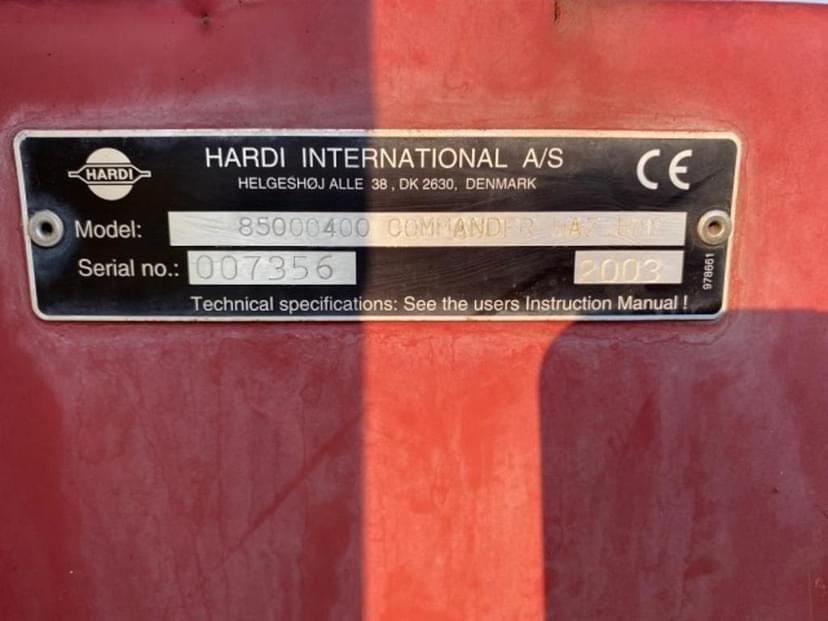 HARDI
HARDI INTERNATIONAL A/S
HELGESHØJ ALLE 38, DK 2630, DENMARK
CE
Model: 85000400 COMMANDER
Serial no.: 007356 2003
978661
Technical specifications: See the users Instruction Manual !